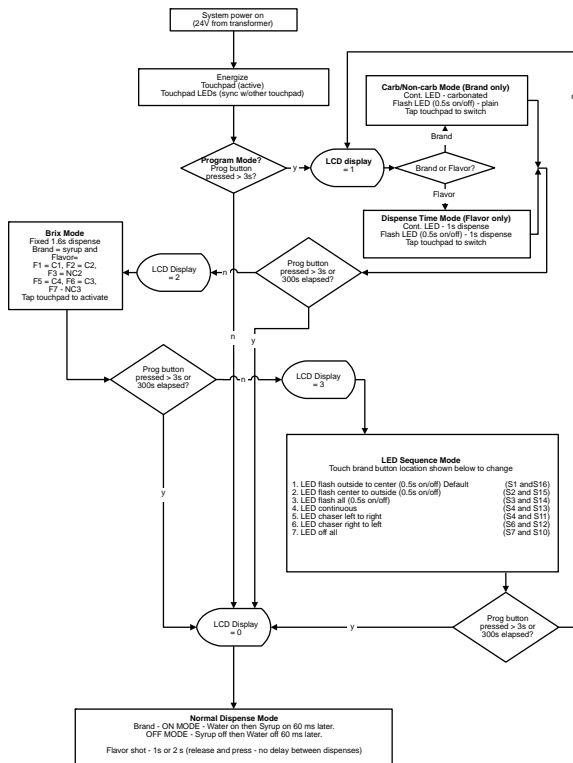 System power on
(24V from transformer)
Energize
Touchpad (active)
Touchpad LEDs (sync w/other touchpad)
Program Mode?
Prog button
pressed > 3s?
y
LCD display
= 1
Carb/Non-carb Mode (Brand only)
Cont. LED - carbonated
Flash LED (0.5s on/off) - plain
Tap touchpad to switch
Brand
Brand or Flavor?
Flavor
Dispense Time Mode (Flavor only)
Cont. LED - 1s dispense
Flash LED (0.5s on/off) - 1s dispense
Tap touchpad to switch
Brix Mode
Fixed 1.6s dispense
Brand = syrup and
Flavor=
F1 = C1, F2 = C2,
F3 = NC2
F5 = C4, F6 = C3,
F7 - NC3
Tap touchpad to activate
LCD Display
= 2
n
Prog button
pressed > 3s or
300s elapsed?
n
y
Prog button
pressed > 3s or
300s elapsed?
n
LCD Display
= 3
y
LED Sequence Mode
Touch brand button location shown below to change
1. LED flash outside to center (0.5s on/off) Default (S1 andS16)
2. LED flash center to outside (0.5s on/off) (S2 and S15)
3. LED flash all (0.5s on/off) (S3 and S14)
4. LED continuous (S4 and S13)
5. LED chaser left to right (S4 and S11)
6. LED chaser right to left (S6 and S12)
7. LED off all (S7 and S10)
LCD Display
= 0
y
Prog button
pressed > 3s or
300s elapsed?
n
Normal Dispense Mode
Brand - ON MODE - Water on then Syrup on 60 ms later.
OFF MODE - Syrup off then Water off 60 ms later.
Flavor shot - 1s or 2 s (release and press - no delay between dispenses)